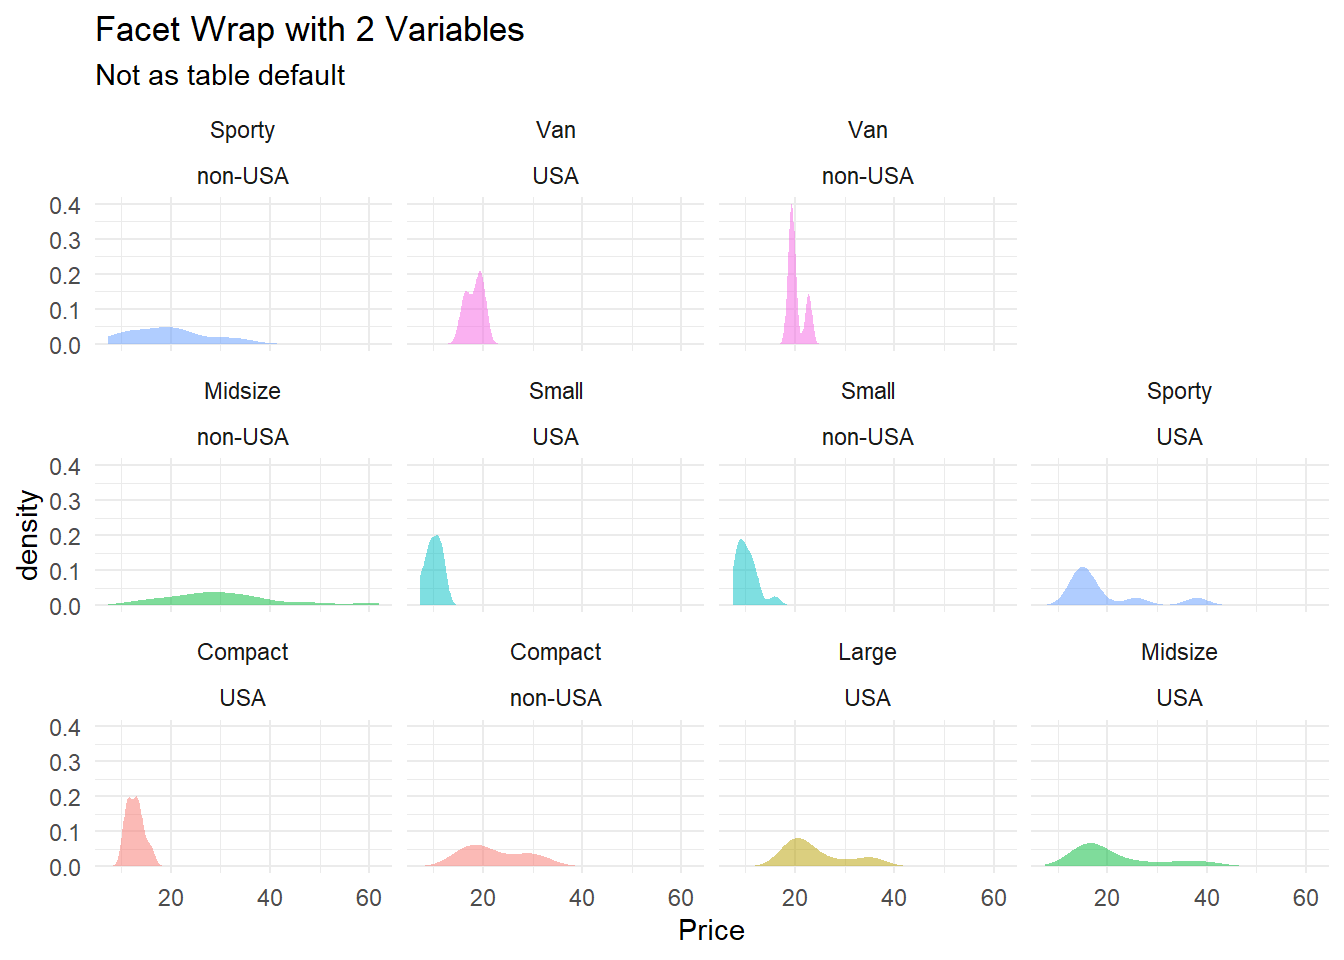 Facet Wrap with 2 Variables
Not as table default
Sporty Van Van
non-USA USA non-USA
0.4
0.3
0.2
0.1
0.0
Midsize Small Small Sporty
non-USA USA non-USA USA
0.4
0.3
0.2
0.1
0.0
density
Compact Compact Large Midsize
USA non-USA USA USA
0.4
0.3
0.2
0.1
0.0
20 40 60 20 40 60 20 40 60 20 40 60
Price